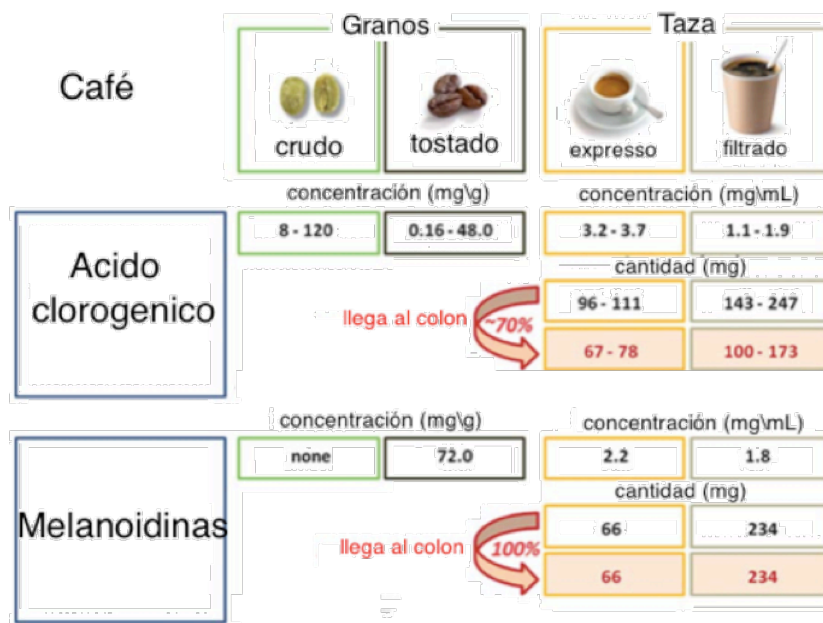 Granos Taza
Café
crudo tostado expresso filtrado
concentración (mg\g) concentración (mg\mL)
8 - 120 0.16 - 48.0 3.2 - 3.7 1.1 - 1.9
Acido
clorogenico
cantidad (mg)
96 - 111 143 - 247
llega al colon ~70%
67 - 78 100 - 173
concentración (mg\g) concentración (mg\mL)
none 72.0 2.2 1.8
cantidad (mg)
Melanoidinas
66 234
llega al colon 100%
66 234